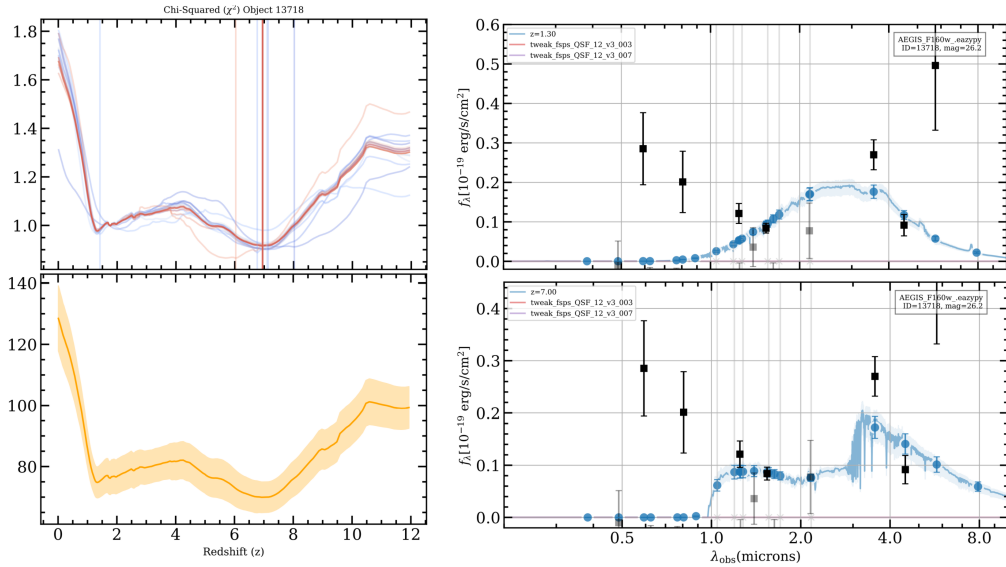 Chi-Squared (χ²) Object 13718
1.8
1.6
1.4
1.2
1.0
140
120
100
80
0 2 4 6 8 10 12
Redshift (z)
0.6
0.5
0.4
0.3
0.2
0.1
0.0
f_λ[10⁻¹⁹ erg/s/cm²]
z=1.30
tweak_fsps_QSF_12_v3_003
tweak_fsps_QSF_12_v3_007
AEGIS_F160w_.eazypy
ID=13718, mag=26.2
0.4
0.3
0.2
0.1
0.0
f_λ[10⁻¹⁹ erg/s/cm²]
z=7.00
tweak_fsps_QSF_12_v3_003
tweak_fsps_QSF_12_v3_007
AEGIS_F160w_.eazypy
ID=13718, mag=26.2
0.5 1.0 2.0 4.0 8.0
λ_obs(microns)